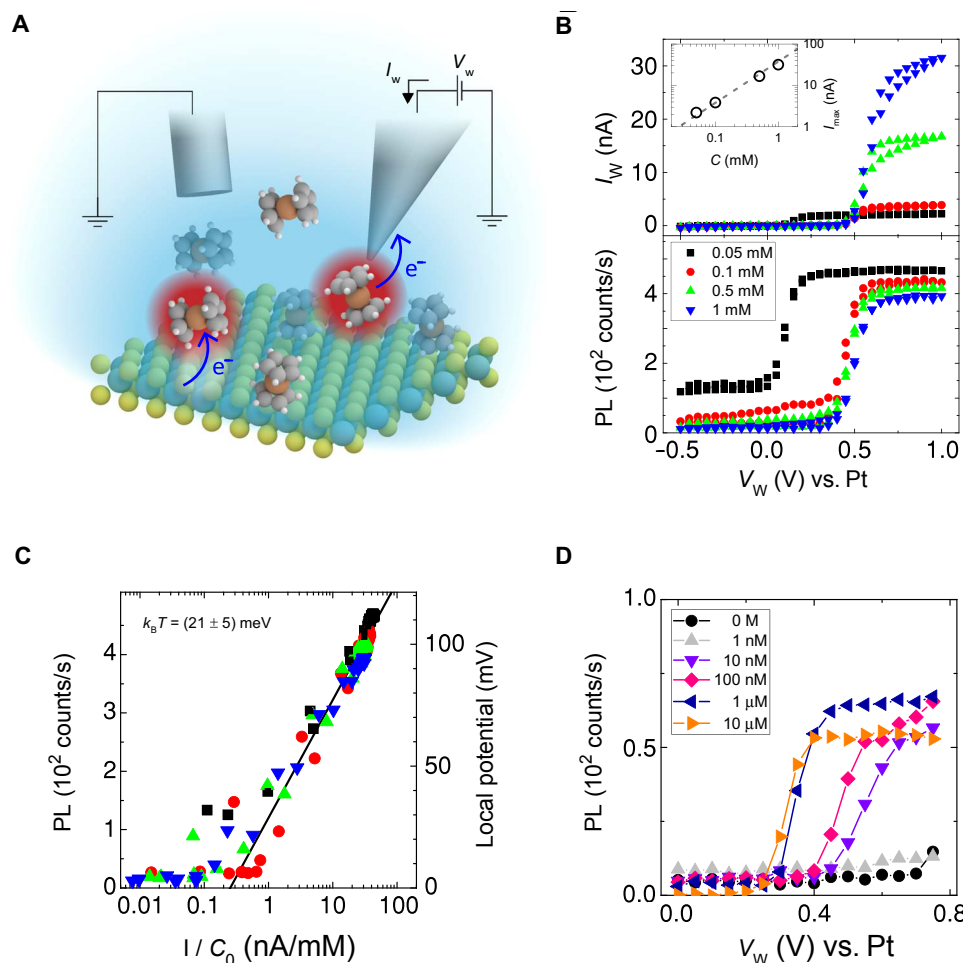 A
I_w
V_w
e⁻
e⁻
B
30
20
10
0
I_W (nA)
100
10
1
I_max (nA)
0.1
1
C (mM)
4
2
0
PL (10² counts/s)
0.05 mM
0.1 mM
0.5 mM
1 mM
−0.5
0.0
0.5
1.0
V_W (V) vs. Pt
C
k_BT = (21 ± 5) meV
4
3
2
1
0
PL (10² counts/s)
100
50
0
Local potential (mV)
0.01
0.1
1
10
100
I / C₀ (nA/mM)
D
1.0
0.5
0.0
PL (10² counts/s)
0 M
1 nM
10 nM
100 nM
1 μM
10 μM
0.0
0.4
0.8
V_W (V) vs. Pt